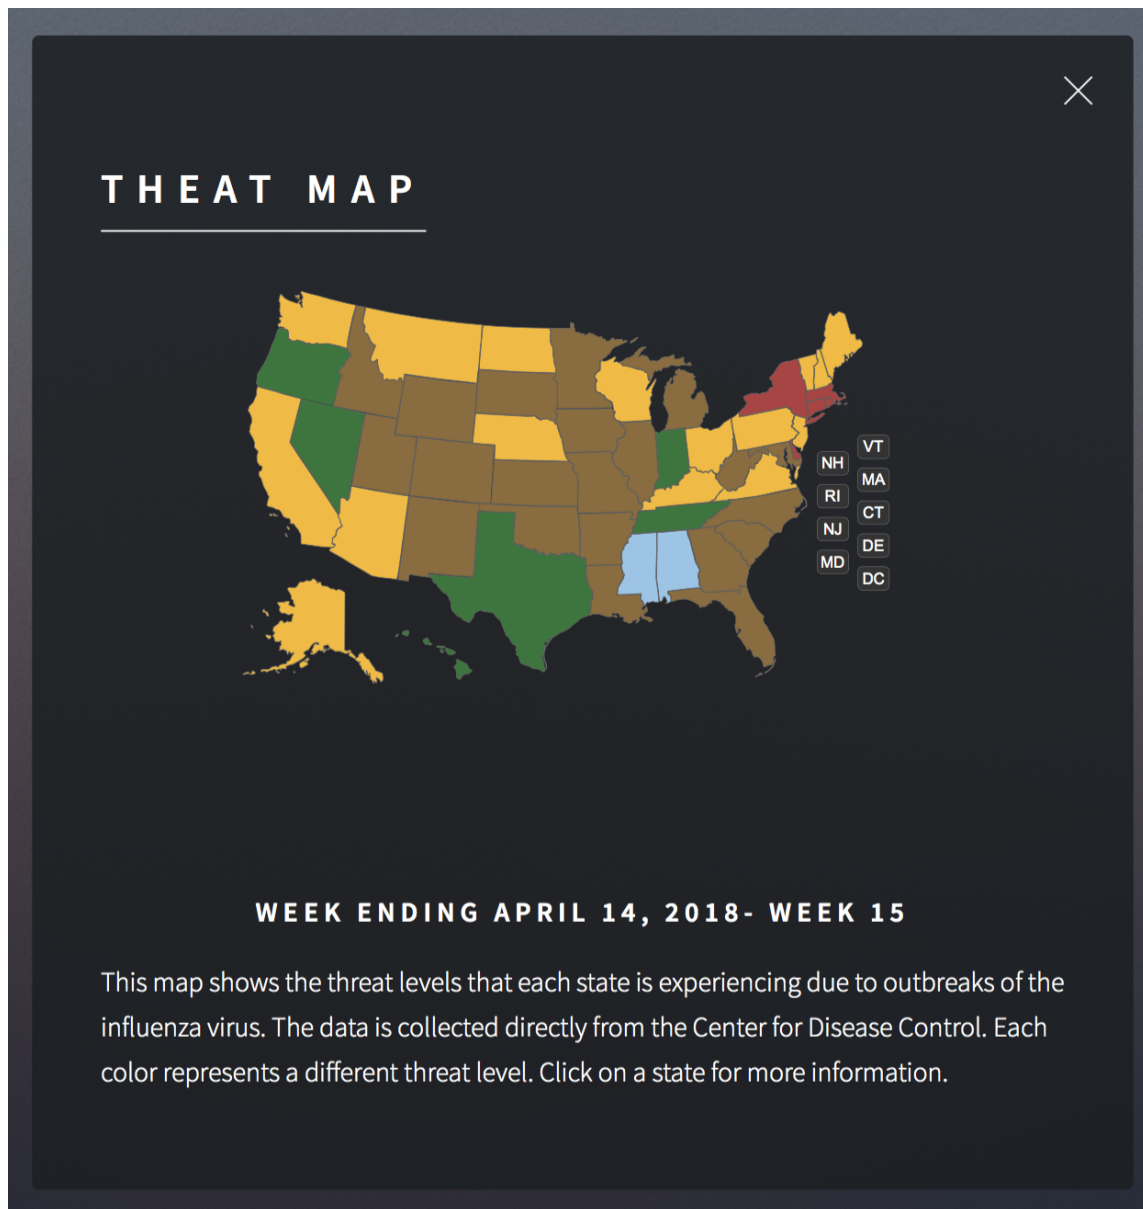 THEAT MAP
VT
NH
MA
RI
CT
NJ
DE
MD
DC
WEEK ENDING APRIL 14, 2018- WEEK 15
This map shows the threat levels that each state is experiencing due to outbreaks of the
influenza virus. The data is collected directly from the Center for Disease Control. Each
color represents a different threat level. Click on a state for more information.